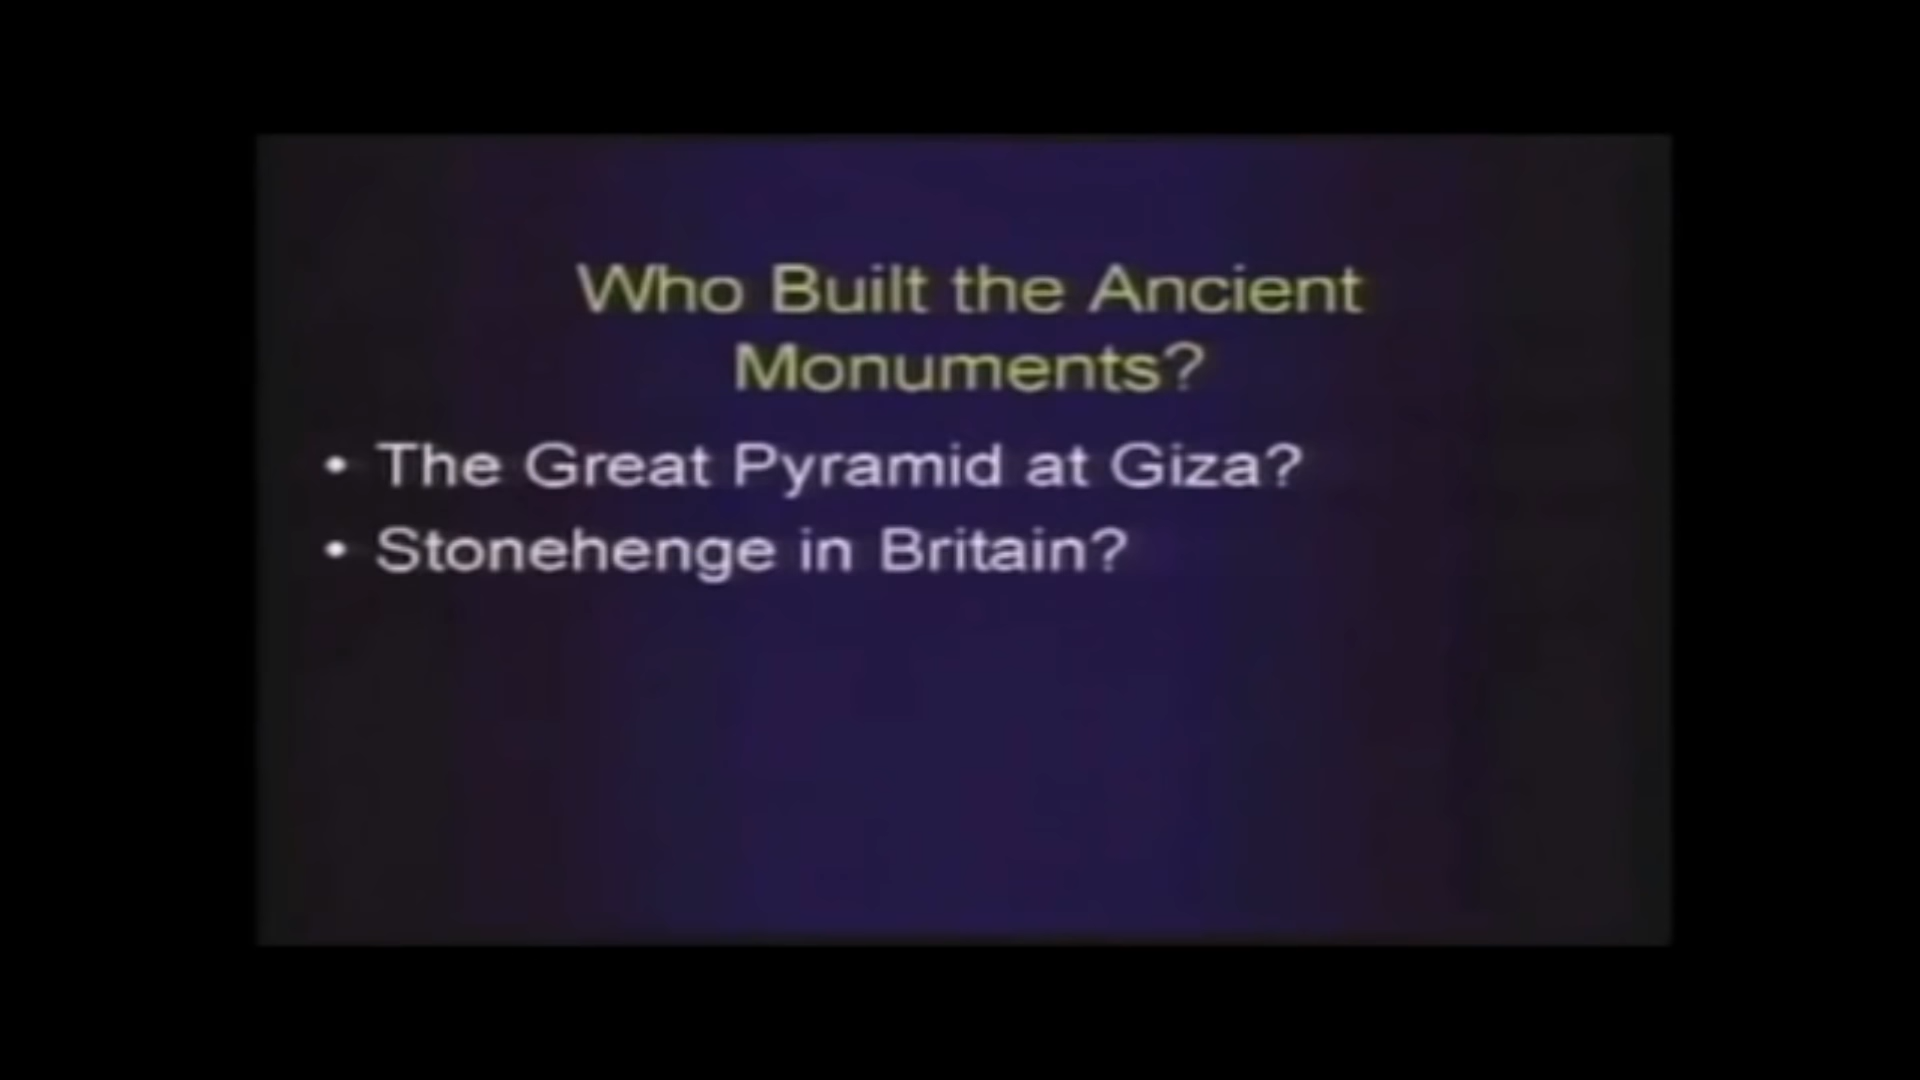 Who Built the Ancient
Monuments?
• The Great Pyramid at Giza?
• Stonehenge in Britain?